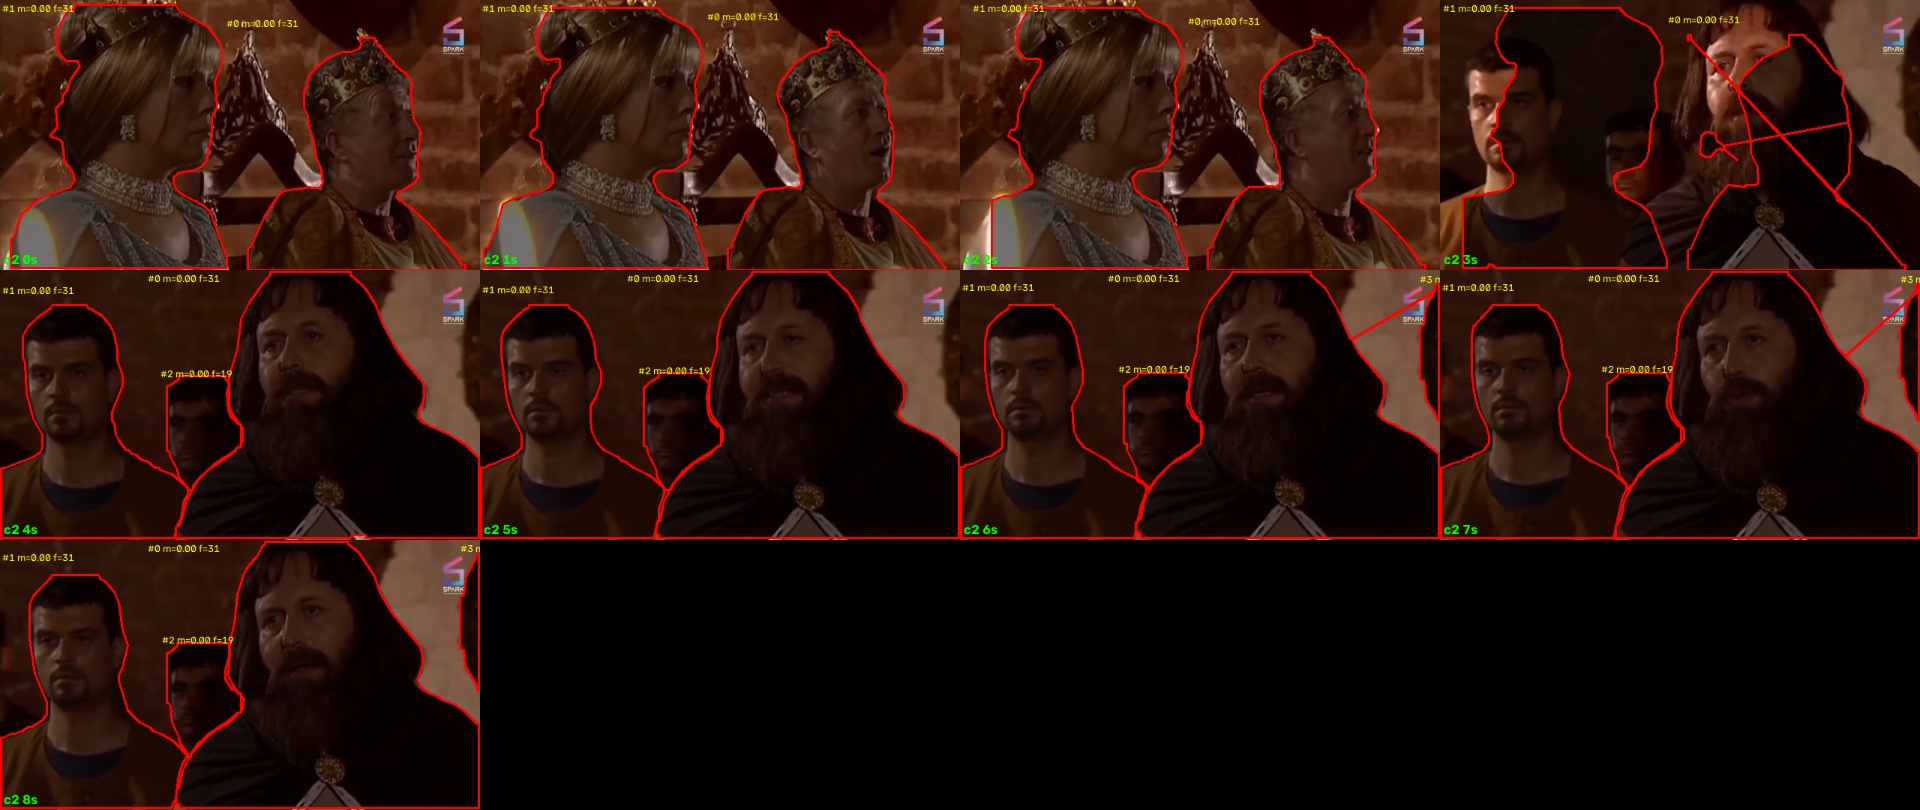 #1 m=0.00 f=31
#0 m=0.00 f=31
SPARK
c2 0s
#1 m=0.00 f=31
#0 m=0.00 f=31
SPARK
c2 1s
#1 m=0.00 f=31
#0 m=0.00 f=31
SPARK
c2 2s
#1 m=0.00 f=31
#0 m=0.00 f=31
SPARK
c2 3s
#1 m=0.00 f=31
#0 m=0.00 f=31
#2 m=0.00 f=19
SPARK
c2 4s
#1 m=0.00 f=31
#0 m=0.00 f=31
#2 m=0.00 f=19
SPARK
c2 5s
#1 m=0.00 f=31
#0 m=0.00 f=31
#3 m
#2 m=0.00 f=19
SPARK
c2 6s
#1 m=0.00 f=31
#0 m=0.00 f=31
#3 m
#2 m=0.00 f=19
SPARK
c2 7s
#1 m=0.00 f=31
#0 m=0.00 f=31
#3 m
#2 m=0.00 f=19
SPARK
c2 8s